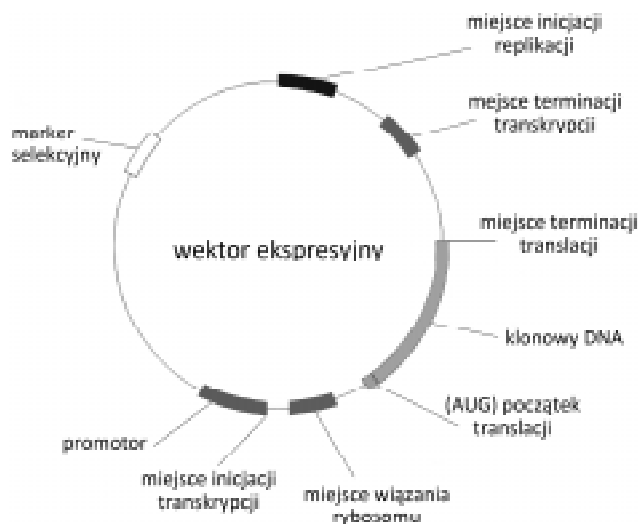 miejsce inicjacji
replikacji
mejsce terminacji
transkrypcji
marker
selekcyjny
wektor ekspresyjny
miejsce terminacji
translacji
klonowy DNA
(AUG) początek
translacji
promotor
miejsce inicjacji
transkrypcji
miejsce wiązania
rybosomu